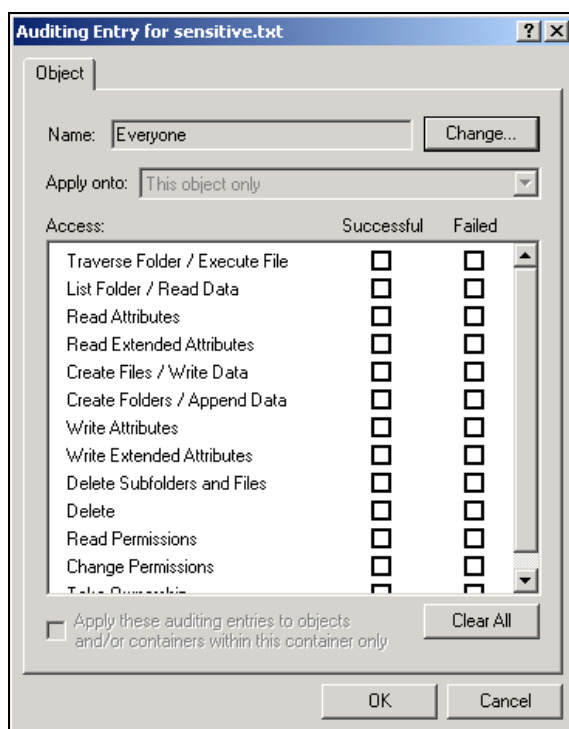 Auditing Entry for sensitive.txt
Object
Name: Everyone Change...
Apply onto: This object only
Access: Successful Failed
Traverse Folder / Execute File
List Folder / Read Data
Read Attributes
Read Extended Attributes
Create Files / Write Data
Create Folders / Append Data
Write Attributes
Write Extended Attributes
Delete Subfolders and Files
Delete
Read Permissions
Change Permissions
Take Ownership
Apply these auditing entries to objects
and/or containers within this container only
Clear All
OK Cancel